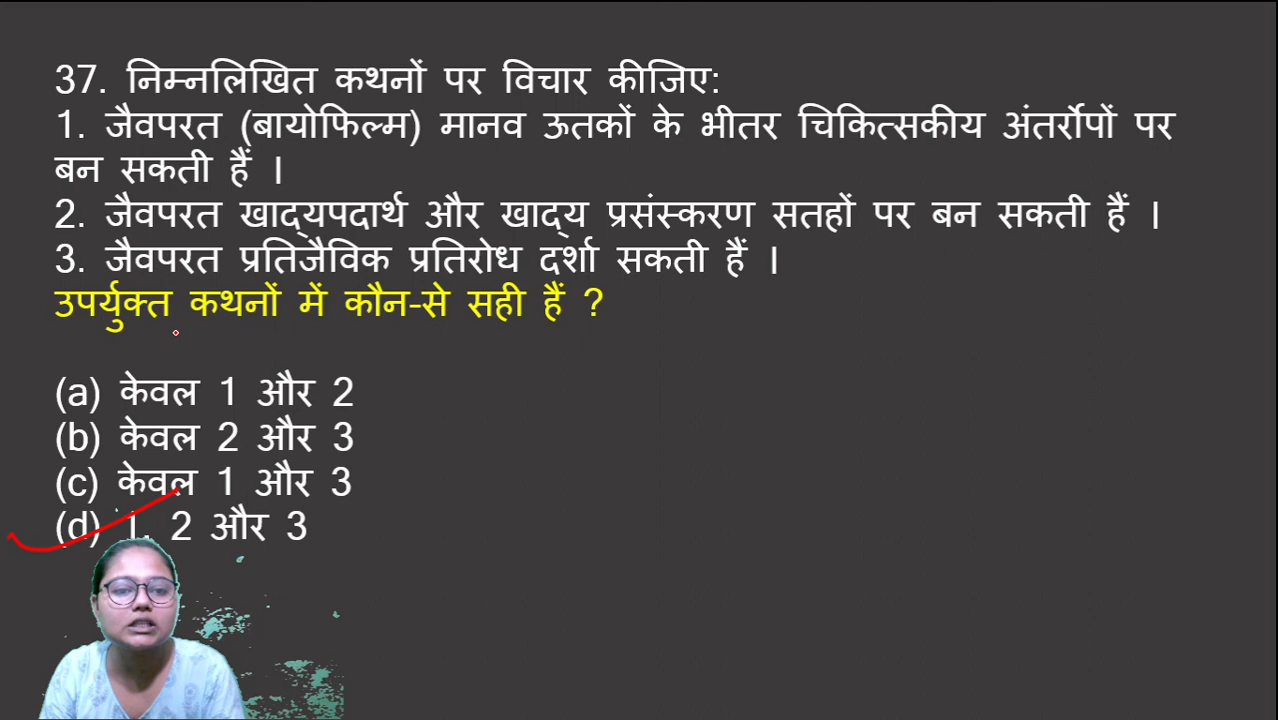 37. निम्नलिखित कथनों पर विचार कीजिए:
1. जैवपरत (बायोफिल्म) मानव ऊतकों के भीतर चिकित्सकीय अंतर्रोपों पर
बन सकती हैं ।
2. जैवपरत खाद्यपदार्थ और खाद्य प्रसंस्करण सतहों पर बन सकती हैं ।
3. जैवपरत प्रतिजैविक प्रतिरोध दर्शा सकती हैं ।
उपर्युक्त कथनों में कौन-से सही हैं ?
(a) केवल 1 और 2
(b) केवल 2 और 3
(c) केवल 1 और 3
(d) 1, 2 और 3